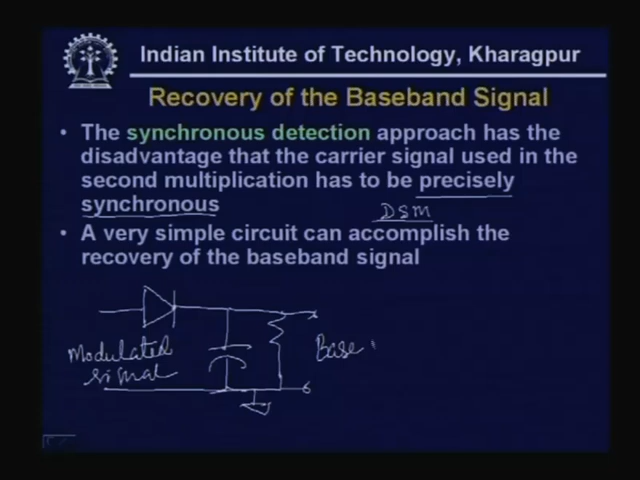 Indian Institute of Technology, Kharagpur
Recovery of the Baseband Signal
• The synchronous detection approach has the
disadvantage that the carrier signal used in the
second multiplication has to be precisely
synchronous
DSM
• A very simple circuit can accomplish the
recovery of the baseband signal
Modulated
signal
Base